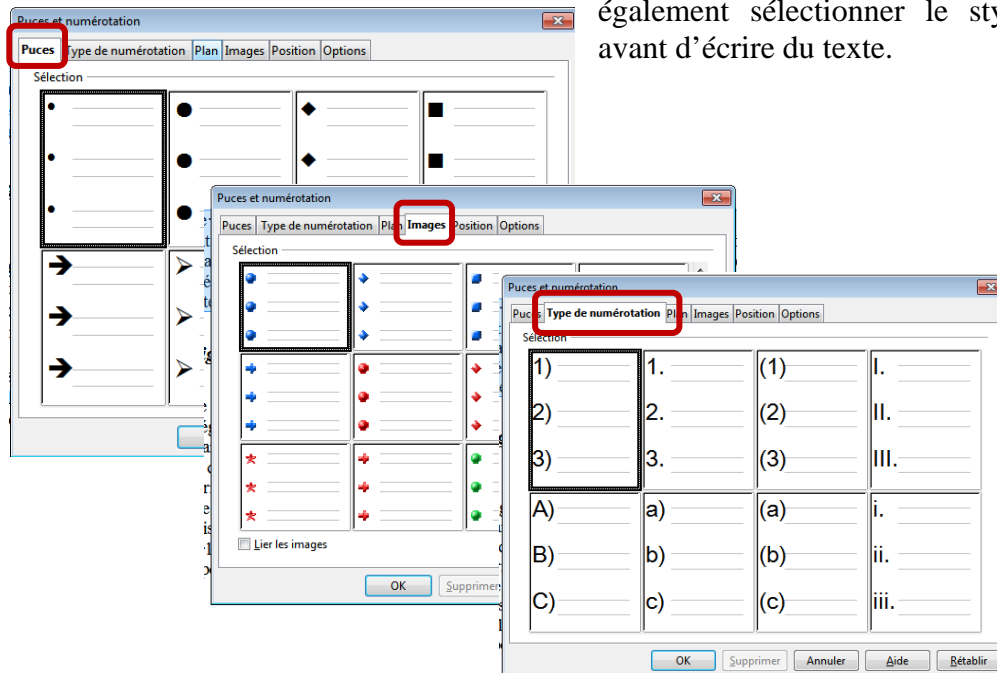 également sélectionner le
avant d’écrire du texte.
Puces et numérotation
Puces Type de numérotation Plan Images Position Options
Sélection
Puces et numérotation
Puces Type de numérotation Plan Images Position Options
Sélection
Lier les images
OK Supprimer
Puces et numérotation
Puces Type de numérotation Plan Images Position Options
Sélection
1) 1. (1) I.
2) 2. (2) II.
3) 3. (3) III.
A) a) (a) i.
B) b) (b) ii.
C) c) (c) iii.
OK Supprimer Annuler Aide Rétablir